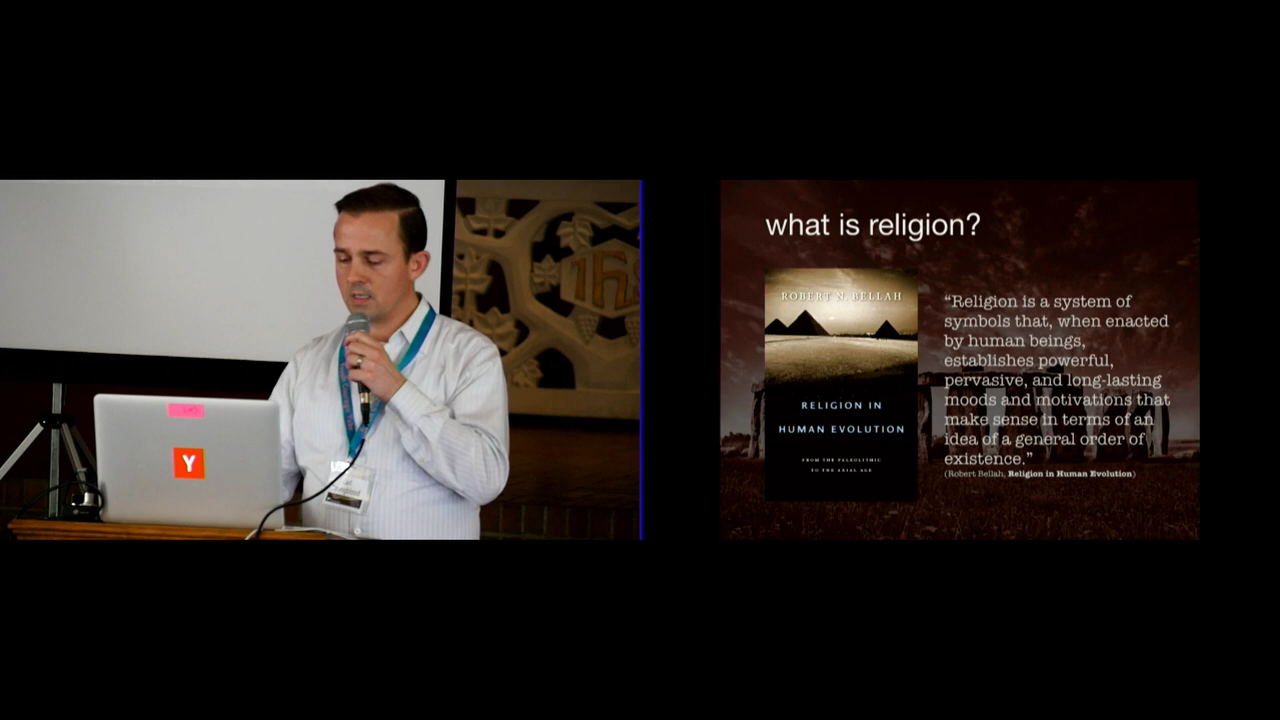 IHS
Y
what is religion?
ROBERT N. BELLAH
RELIGION IN
HUMAN EVOLUTION
FROM THE PALEOLITHIC
TO THE AXIAL AGE
“Religion is a system of
symbols that, when enacted
by human beings,
establishes powerful,
pervasive, and long-lasting
moods and motivations that
make sense in terms of an
idea of a general order of
existence.”
(Robert Bellah, Religion in Human Evolution)